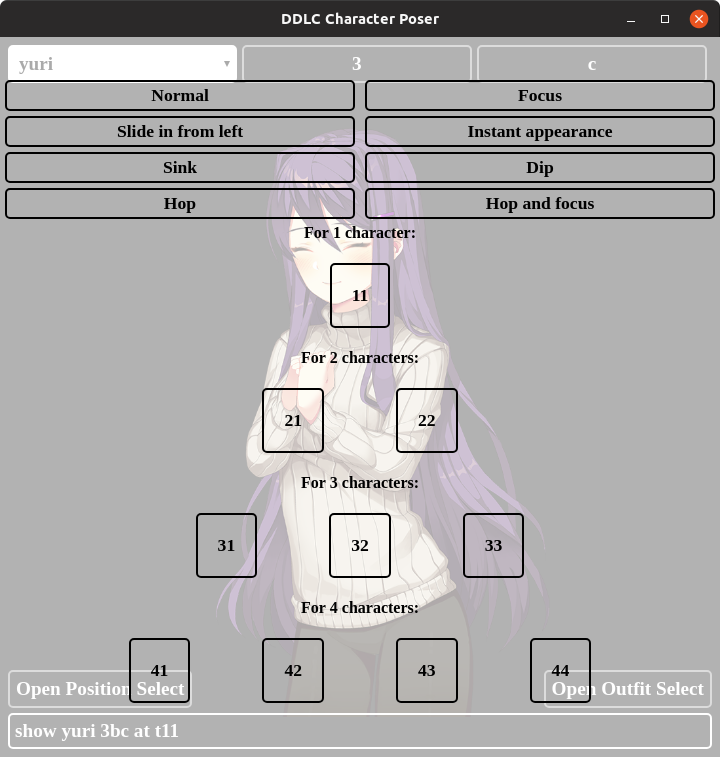 DDLC Character Poser
yuri 3 c
Normal Focus
Slide in from left Instant appearance
Sink Dip
Hop Hop and focus
For 1 character:
11
For 2 characters:
21 22
For 3 characters:
31 32 33
For 4 characters:
41 42 43 44
Open Position Select Open Outfit Select
show yuri 3bc at t11